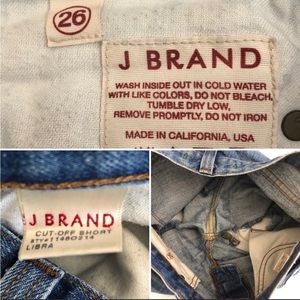 26
J BRAND
WASH INSIDE OUT IN COLD WATER
WITH LIKE COLORS, DO NOT BLEACH,
TUMBLE DRY LOW,
REMOVE PROMPTLY, DO NOT IRON
MADE IN CALIFORNIA, USA
J BRAND
CUT-OFF SHORT
LIBRA